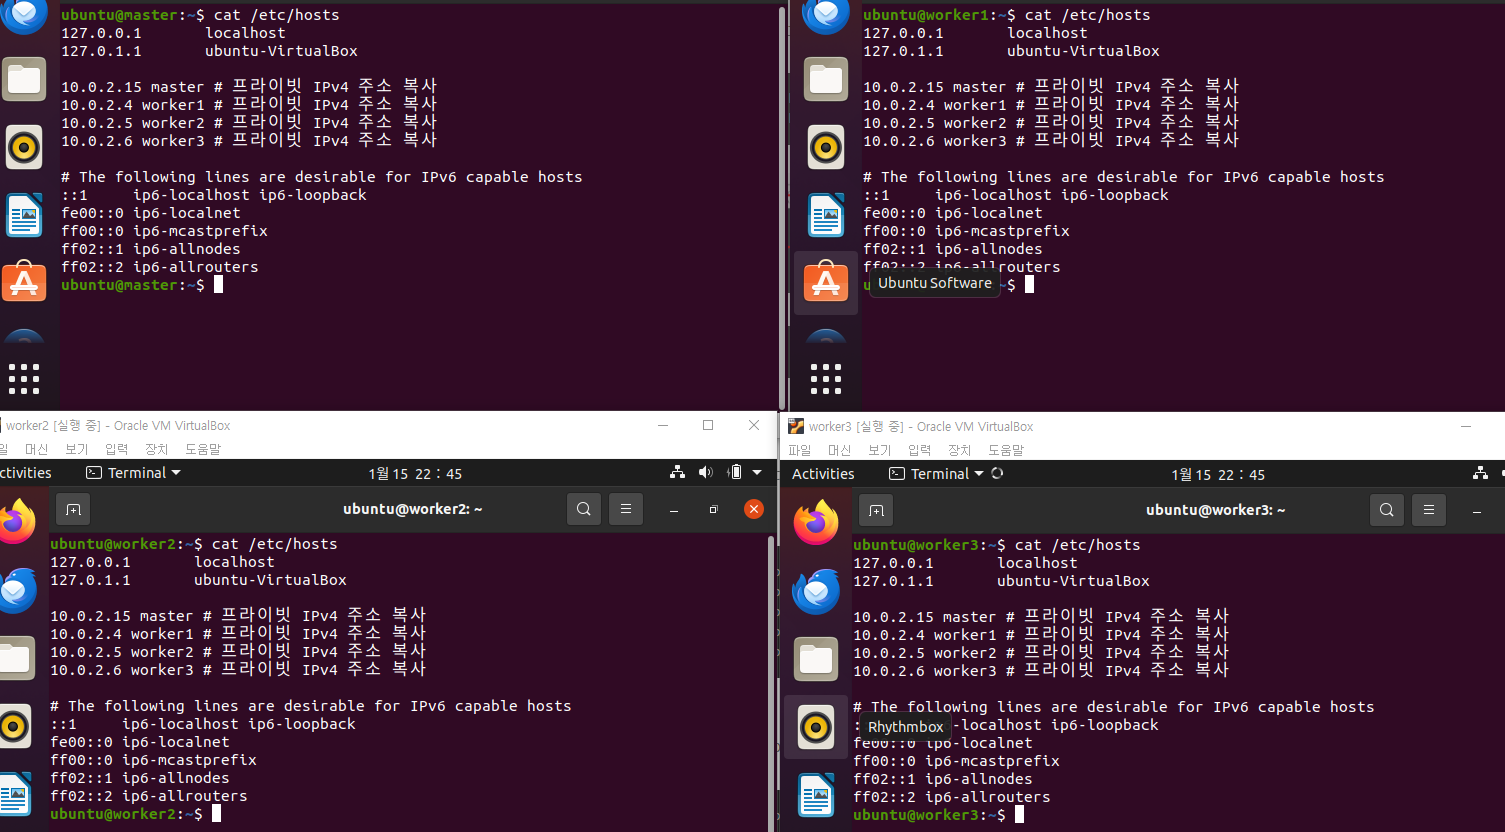 ubuntu@master:~$ cat /etc/hosts
127.0.0.1 localhost
127.0.1.1 ubuntu-VirtualBox
10.0.2.15 master # 프라이빗 IPv4 주소 복사
10.0.2.4 worker1 # 프라이빗 IPv4 주소 복사
10.0.2.5 worker2 # 프라이빗 IPv4 주소 복사
10.0.2.6 worker3 # 프라이빗 IPv4 주소 복사
# The following lines are desirable for IPv6 capable hosts
::1 ip6-localhost ip6-loopback
fe00::0 ip6-localnet
ff00::0 ip6-mcastprefix
ff02::1 ip6-allnodes
ff02::2 ip6-allrouters
ubuntu@master:~$
ubuntu@worker1:~$ cat /etc/hosts
127.0.0.1 localhost
127.0.1.1 ubuntu-VirtualBox
10.0.2.15 master # 프라이빗 IPv4 주소 복사
10.0.2.4 worker1 # 프라이빗 IPv4 주소 복사
10.0.2.5 worker2 # 프라이빗 IPv4 주소 복사
10.0.2.6 worker3 # 프라이빗 IPv4 주소 복사
# The following lines are desirable for IPv6 capable hosts
::1 ip6-localhost ip6-loopback
fe00::0 ip6-localnet
ff00::0 ip6-mcastprefix
ff02::1 ip6-allnodes
ff02::2 ip6-allrouters
Ubuntu Software
~$
worker2 [실행 중] - Oracle VM VirtualBox
일 머신 보기 입력 장치 도움말
ctivities Terminal 1월 15 22：45
ubuntu@worker2: ~
ubuntu@worker2:~$ cat /etc/hosts
127.0.0.1 localhost
127.0.1.1 ubuntu-VirtualBox
10.0.2.15 master # 프라이빗 IPv4 주소 복사
10.0.2.4 worker1 # 프라이빗 IPv4 주소 복사
10.0.2.5 worker2 # 프라이빗 IPv4 주소 복사
10.0.2.6 worker3 # 프라이빗 IPv4 주소 복사
# The following lines are desirable for IPv6 capable hosts
::1 ip6-localhost ip6-loopback
fe00::0 ip6-localnet
ff00::0 ip6-mcastprefix
ff02::1 ip6-allnodes
ff02::2 ip6-allrouters
ubuntu@worker2:~$
worker3 [실행 중] - Oracle VM VirtualBox
파일 머신 보기 입력 장치 도움말
Activities Terminal 1월 15 22：45
ubuntu@worker3: ~
ubuntu@worker3:~$ cat /etc/hosts
127.0.0.1 localhost
127.0.1.1 ubuntu-VirtualBox
10.0.2.15 master # 프라이빗 IPv4 주소 복사
10.0.2.4 worker1 # 프라이빗 IPv4 주소 복사
10.0.2.5 worker2 # 프라이빗 IPv4 주소 복사
10.0.2.6 worker3 # 프라이빗 IPv4 주소 복사
# The following lines are desirable for IPv6 capable hosts
Rhythmbox
-localhost ip6-loopback
fe00::0 ip6-localnet
ff00::0 ip6-mcastprefix
ff02::1 ip6-allnodes
ff02::2 ip6-allrouters
ubuntu@worker3:~$